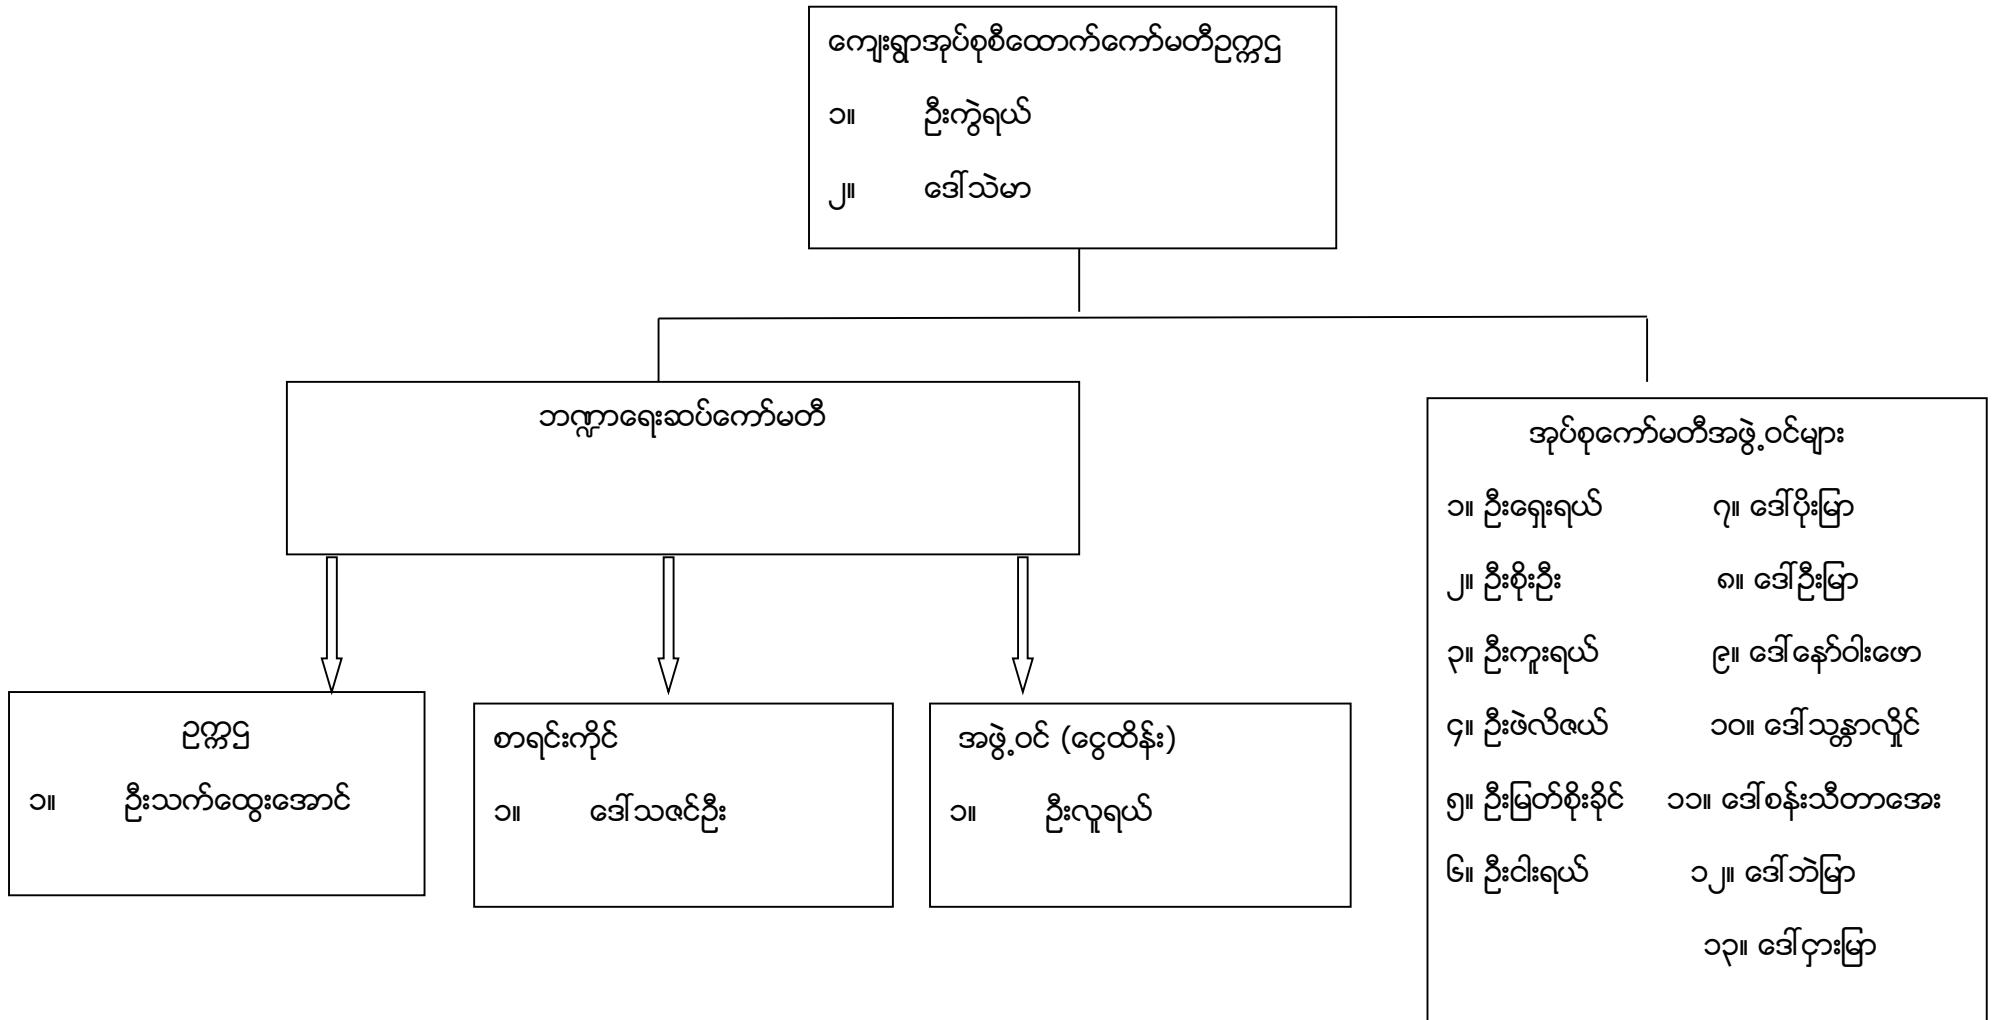 ကျေးရွာအုပ်စုစီထောက်ကော်မတီဥက္ကဌ
၁။ ဦးကွဲရယ်
၂။ ဒေါ်သဲမာ
ဘဏ္ဍာရေးဆပ်ကော်မတီ
ဥက္ကဌ
၁။ ဦးသက်ထွေးအောင်
စာရင်းကိုင်
၁။ ဒေါ်သဇင်ဦး
အဖွဲ့ဝင် (ငွေထိန်း)
၁။ ဦးလူရယ်
အုပ်စုကော်မတီအဖွဲ့ဝင်များ
၁။ ဦးရှေးရယ် ၇။ ဒေါ်ပိုးမြာ
၂။ ဦးစိုးဦး ၈။ ဒေါ်ဦးမြာ
၃။ ဦးကူးရယ် ၉။ ဒေါ်နော်ဝါးဖော
၄။ ဦးဖဲလိဇယ် ၁၀။ ဒေါ်သန္တာလှိုင်
၅။ ဦးမြတ်စိုးခိုင် ၁၁။ ဒေါ်စန်းသီတာအေး
၆။ ဦးငါးရယ် ၁၂။ ဒေါ်ဘဲမြာ
၁၃။ ဒေါ်ငှားမြာ